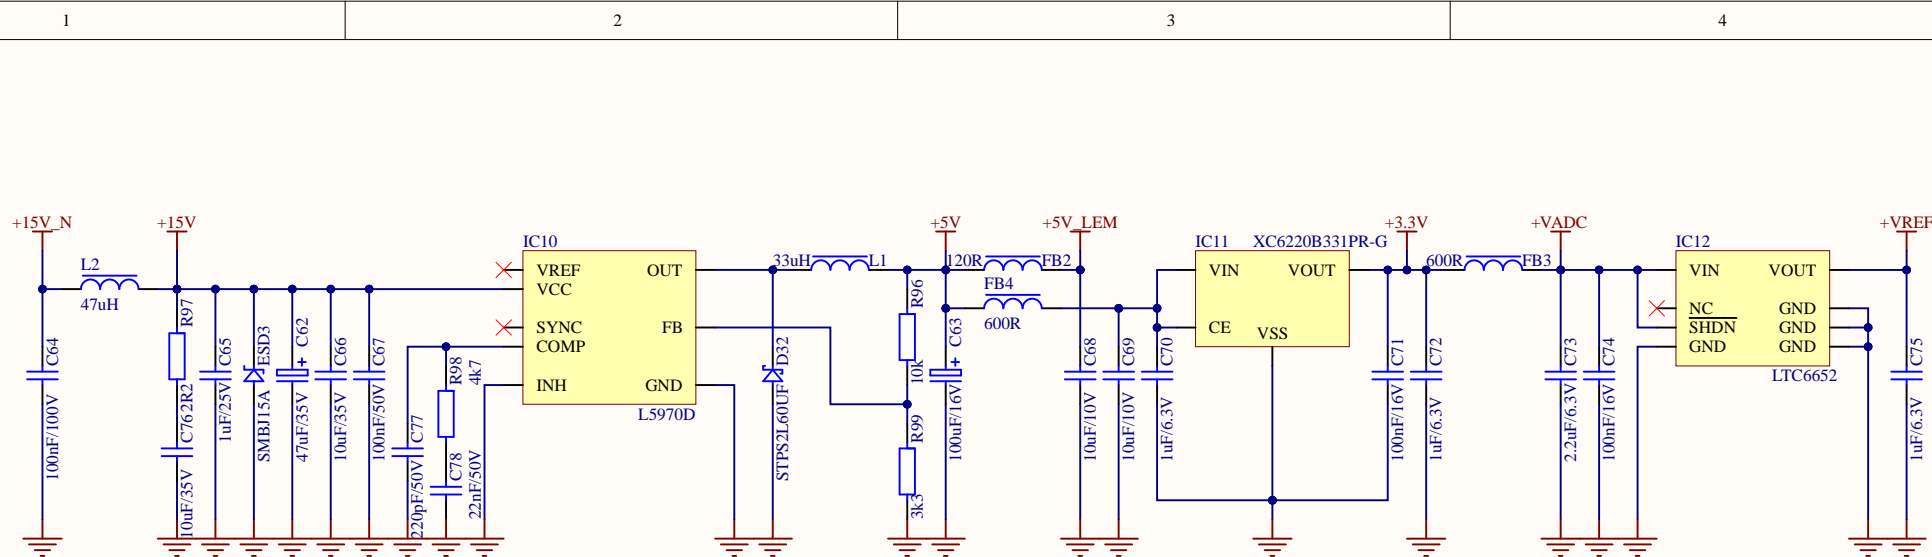 1
2
3
4
+15V_N
+15V
+5V
+5V_LEM
+3.3V
+VADC
+VREF
L2
47uH
C64
100nF/100V
R97
2R2
C76
10uF/35V
C65
1uF/25V
ESD3
SMBJ15A
C62
+
47uF/35V
C66
10uF/35V
C67
100nF/50V
C77
220pF/50V
R98
4k7
C78
22nF/50V
IC10
VREF
VCC
SYNC
COMP
INH
OUT
FB
GND
L5970D
D32
STPS2L60UF
33uH
L1
R96
10k
R99
3k3
C63
+
100uF/16V
120R
FB2
FB4
600R
C68
10uF/10V
C69
10uF/10V
C70
1uF/6.3V
IC11
XC6220B331PR-G
VIN
VOUT
CE
VSS
C71
100nF/16V
C72
1uF/6.3V
600R
FB3
C73
2.2uF/6.3V
C74
100nF/16V
IC12
VIN
VOUT
NC
GND
SHDN
GND
GND
GND
LTC6652
C75
1uF/6.3V